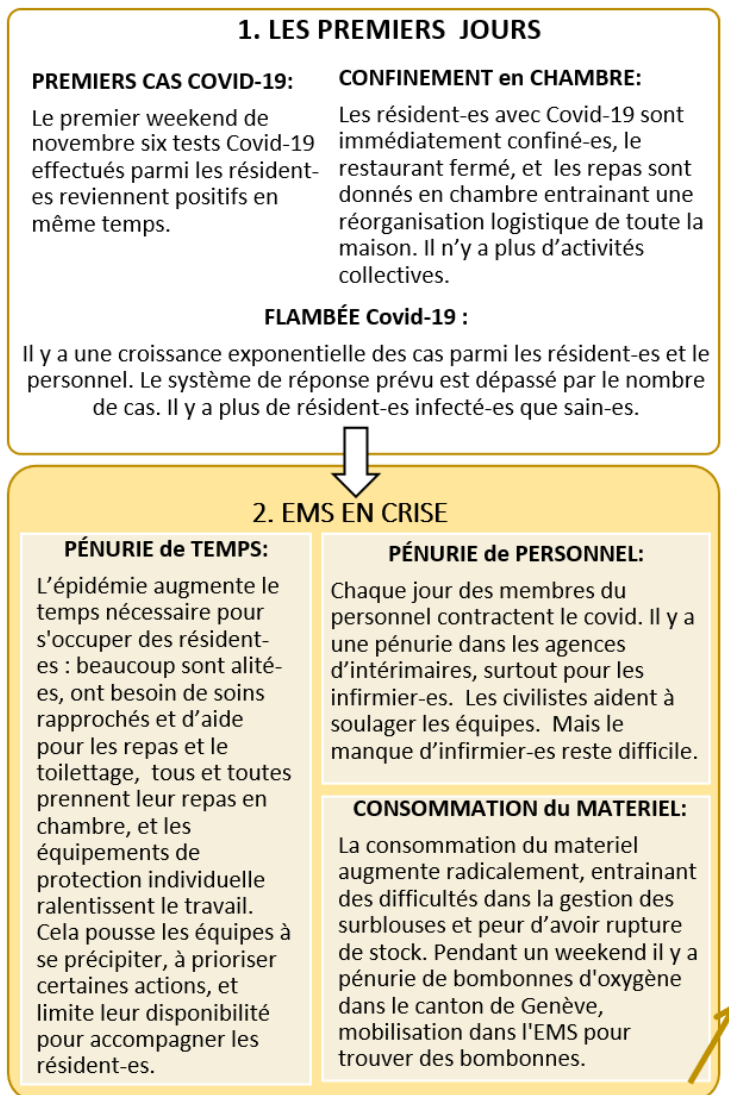 1. LES PREMIERS JOURS
PREMIERS CAS COVID-19:
Le premier weekend de
novembre six tests Covid-19
effectués parmi les résident-
es reviennent positifs en
même temps.
CONFINEMENT en CHAMBRE:
Les résident-es avec Covid-19 sont
immédiatement confiné-es, le
restaurant fermé, et les repas sont
donnés en chambre entrainant une
réorganisation logistique de toute la
maison. Il n’y a plus d’activités
collectives.
FLAMBÉE Covid-19 :
Il y a une croissance exponentielle des cas parmi les résident-es et le
personnel. Le système de réponse prévu est dépassé par le nombre
de cas. Il y a plus de résident-es infecté-es que sain-es.
2. EMS EN CRISE
PÉNURIE de TEMPS:
L’épidémie augmente le
temps nécessaire pour
s'occuper des résident-
es : beaucoup sont alité-
es, ont besoin de soins
rapprochés et d’aide
pour les repas et le
toilettage, tous et toutes
prennent leur repas en
chambre, et les
équipements de
protection individuelle
ralentissent le travail.
Cela pousse les équipes à
se précipiter, à prioriser
certaines actions, et
limite leur disponibilité
pour accompagner les
résident-es.
PÉNURIE de PERSONNEL:
Chaque jour des membres du
personnel contractent le covid. Il y a
une pénurie dans les agences
d’intérimaires, surtout pour les
infirmier-es. Les civilistes aident à
soulager les équipes. Mais le
manque d’infirmier-es reste difficile.
CONSOMMATION du MATERIEL:
La consommation du materiel
augmente radicalement, entrainant
des difficultés dans la gestion des
surblouses et peur d’avoir rupture
de stock. Pendant un weekend il y a
pénurie de bombonnes d'oxygène
dans le canton de Genève,
mobilisation dans l'EMS pour
trouver des bombonnes.